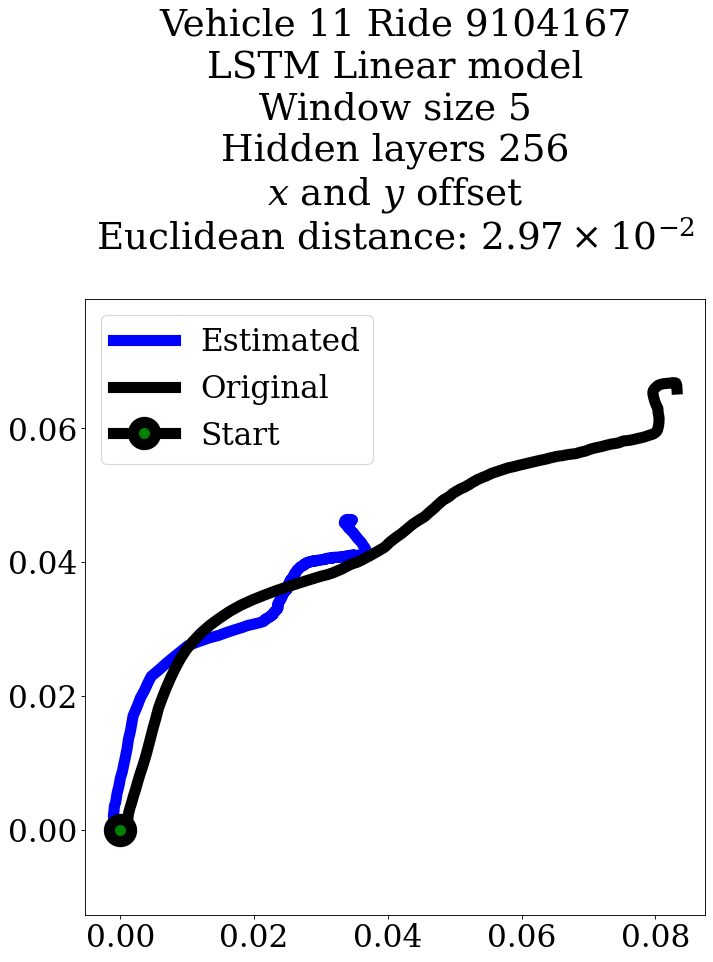 Vehicle 11 Ride 9104167
LSTM Linear model
Window size 5
Hidden layers 256
x and y offset
Euclidean distance: 2.97 × 10⁻²
Estimated
Original
Start
0.06
0.04
0.02
0.00
0.00 0.02 0.04 0.06 0.08